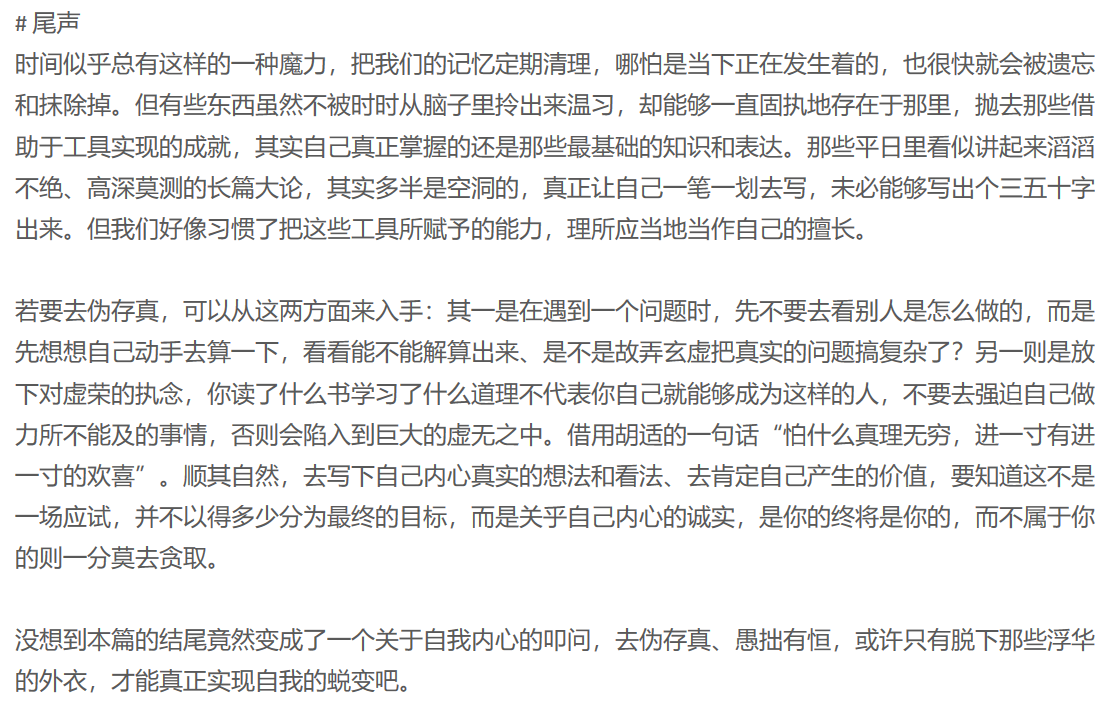 # 尾声
时间似乎总有这样的一种魔力，把我们的记忆定期清理，哪怕是当下正在发生着的，也很快就会被遗忘
和抹除掉。但有些东西虽然不被时时从脑子里拎出来温习，却能够一直固执地存在于那里，抛去那些借
助于工具实现的成就，其实自己真正掌握的还是那些最基础的知识和表达。那些平日里看似讲起来滔滔
不绝、高深莫测的长篇大论，其实多半是空洞的，真正让自己一笔一划去写，未必能够写出个三五十字
出来。但我们好像习惯了把这些工具所赋予的能力，理所应当地当作自己的擅长。
若要去伪存真，可以从这两方面来入手：其一是在遇到一个问题时，先不要去看别人是怎么做的，而是
先想想自己动手去算一下，看看能不能解算出来、是不是故弄玄虚把真实的问题搞复杂了？另一则是放
下对虚荣的执念，你读了什么书学习了什么道理不代表你自己就能够成为这样的人，不要去强迫自己做
力所不能及的事情，否则会陷入到巨大的虚无之中。借用胡适的一句话“怕什么真理无穷，进一寸有进
一寸的欢喜”。顺其自然，去写下自己内心真实的想法和看法、去肯定自己产生的价值，要知道这不是
一场应试，并不以得多少分为最终的目标，而是关乎自己内心的诚实，是你的终将是你的，而不属于你
的则一分莫去贪取。
没想到本篇的结尾竟然变成了一个关于自我内心的叩问，去伪存真、愚拙有恒，或许只有脱下那些浮华
的外衣，才能真正实现自我的蜕变吧。